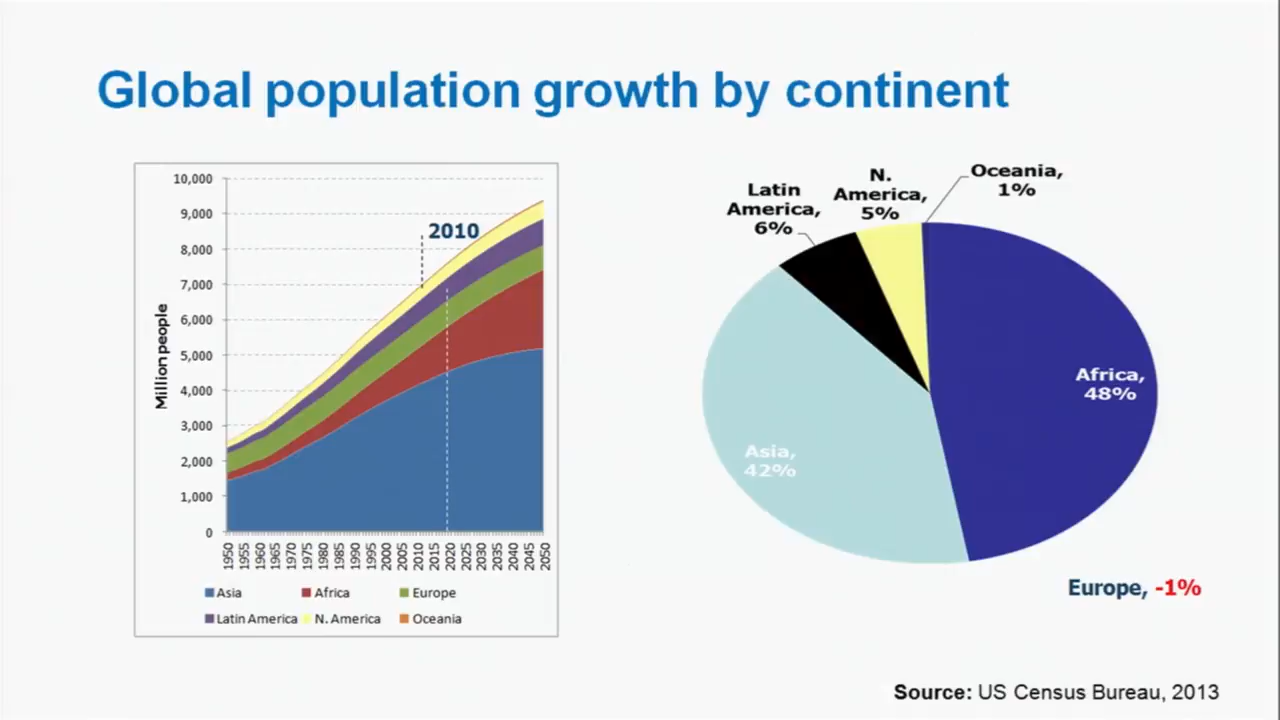 Global population growth by continent
10,000
9,000
8,000
7,000
6,000
5,000
4,000
3,000
2,000
1,000
0
Million people
2010
1950
1955
1960
1965
1970
1975
1980
1985
1990
1995
2000
2005
2010
2015
2020
2025
2030
2035
2040
2045
2050
Asia
Africa
Europe
Latin America
N. America
Oceania
Latin
America,
6%
N.
America,
5%
Oceania,
1%
Africa,
48%
Asia,
42%
Europe, -1%
Source: US Census Bureau, 2013